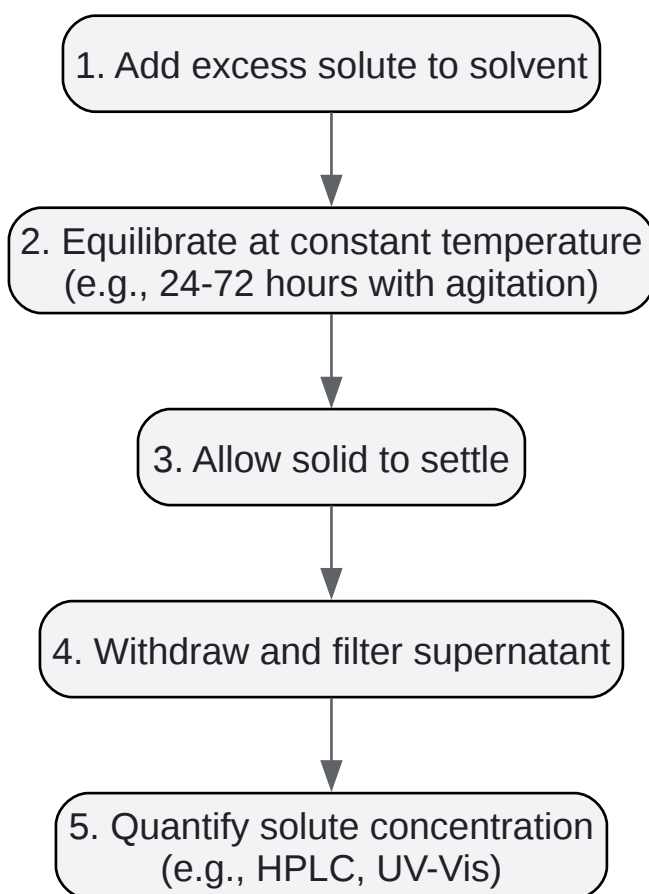 1. Add excess solute to solvent
2. Equilibrate at constant temperature
(e.g., 24-72 hours with agitation)
3. Allow solid to settle
4. Withdraw and filter supernatant
5. Quantify solute concentration
(e.g., HPLC, UV-Vis)